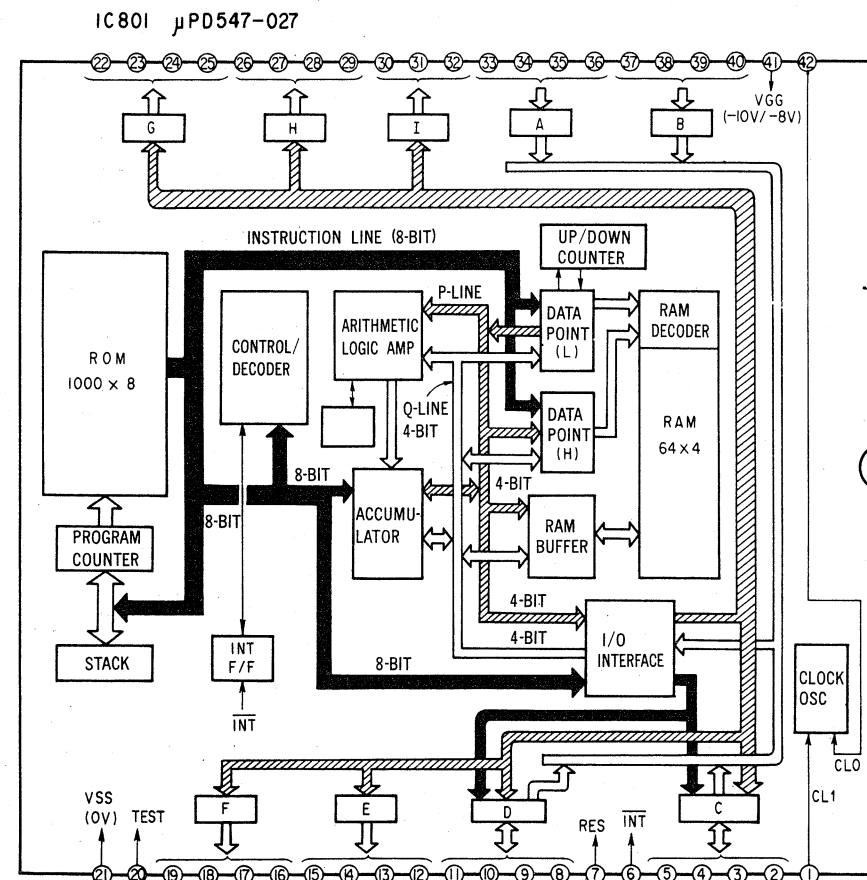 IC801 μPD547-027
22 23 24 25 26 27 28 29 30 31 32 33 34 35 36 37 38 39 40 41 42
VGG
(-10V/-8V)
G H I A B
INSTRUCTION LINE (8-BIT)
UP/DOWN
COUNTER
P-LINE
ROM
1000 × 8
CONTROL/
DECODER
ARITHMETIC
LOGIC AMP
DATA
POINT
(L)
RAM
DECODER
Q-LINE
4-BIT
DATA
POINT
(H)
RAM
64×4
8-BIT
4-BIT
8-BIT
ACCUMU-
LATOR
RAM
BUFFER
PROGRAM
COUNTER
STACK
INT
F/F
INT
4-BIT
4-BIT
8-BIT
I/O
INTERFACE
CLOCK
OSC
CL0
CL1
VSS
(0V)
TEST
F E D C
RES
INT
21 20 19 18 17 16 15 14 13 12 11 10 9 8 7 6 5 4 3 2 1